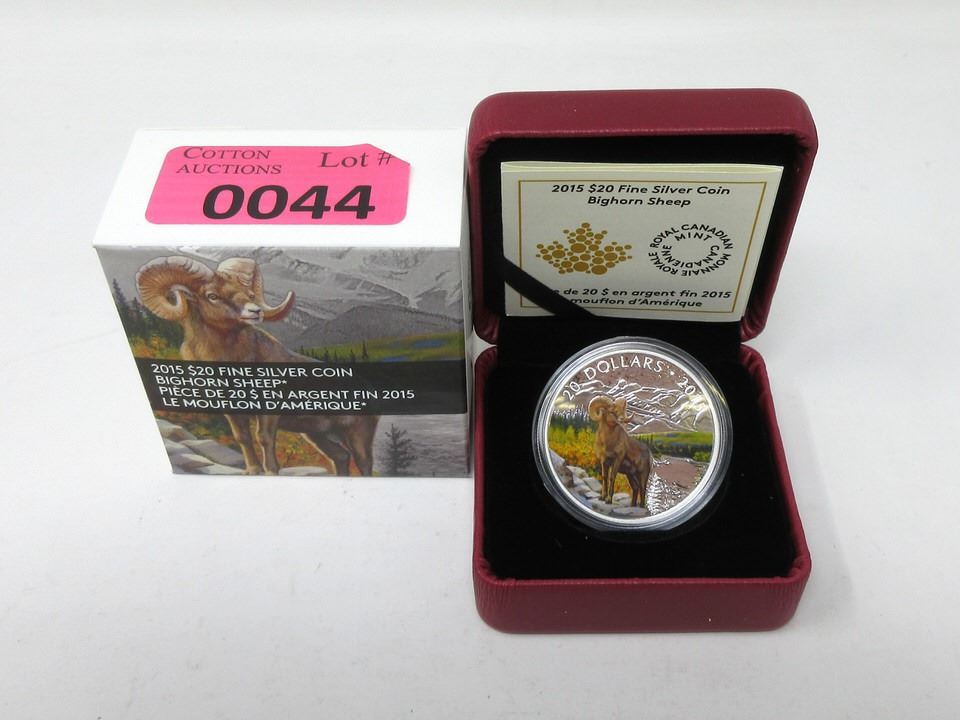 COTTON
AUCTIONS
Lot #
0044
2015 $20 FINE SILVER COIN
BIGHORN SHEEP*
PIÈCE DE 20 $ EN ARGENT FIN 2015
LE MOUFLON D'AMÉRIQUE*
2015 $20 Fine Silver Coin
Bighorn Sheep
ROYAL CANADIAN MINT
MONNAIE ROYALE CANADIENNE
de 20 $ en argent fin 2015
mouflon d'Amérique
20 DOLLARS • 20